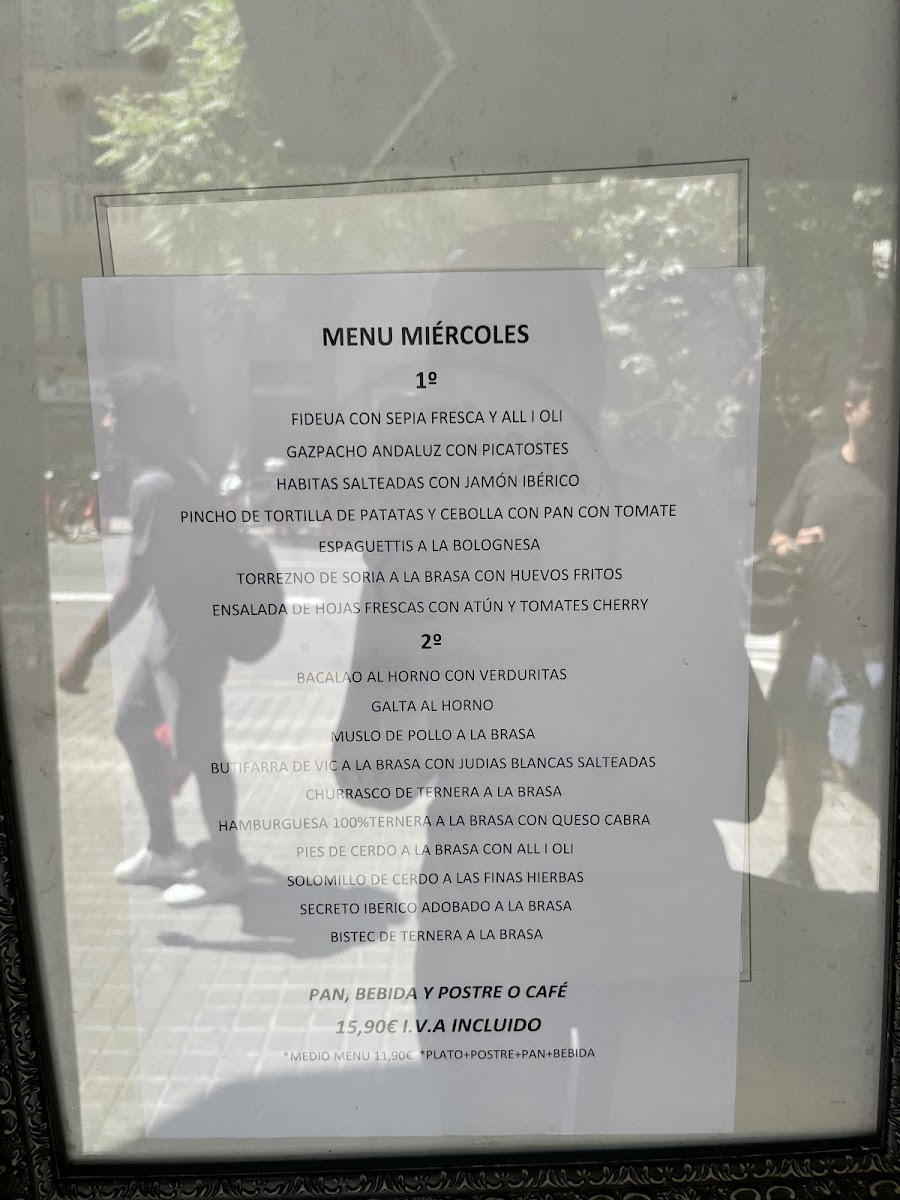 MENU MIÉRCOLES
1º
FIDEUA CON SEPIA FRESCA Y ALL I OLI
GAZPACHO ANDALUZ CON PICATOSTES
HABITAS SALTEADAS CON JAMÓN IBÉRICO
PINCHO DE TORTILLA DE PATATAS Y CEBOLLA CON PAN CON TOMATE
ESPAGUETTIS A LA BOLOGNESA
TORREZNO DE SORIA A LA BRASA CON HUEVOS FRITOS
ENSALADA DE HOJAS FRESCAS CON ATÚN Y TOMATES CHERRY
2º
BACALAO AL HORNO CON VERDURITAS
GALTA AL HORNO
MUSLO DE POLLO A LA BRASA
BUTIFARRA DE VIC A LA BRASA CON JUDIAS BLANCAS SALTEADAS
CHURRASCO DE TERNERA A LA BRASA
HAMBURGUESA 100%TERNERA A LA BRASA CON QUESO CABRA
PIES DE CERDO A LA BRASA CON ALL I OLI
SOLOMILLO DE CERDO A LAS FINAS HIERBAS
SECRETO IBERICO ADOBADO A LA BRASA
BISTEC DE TERNERA A LA BRASA
PAN, BEBIDA Y POSTRE O CAFÉ
15,90€ I.V.A INCLUIDO
*MEDIO MENU 11,90€ *PLATO+POSTRE+PAN+BEBIDA